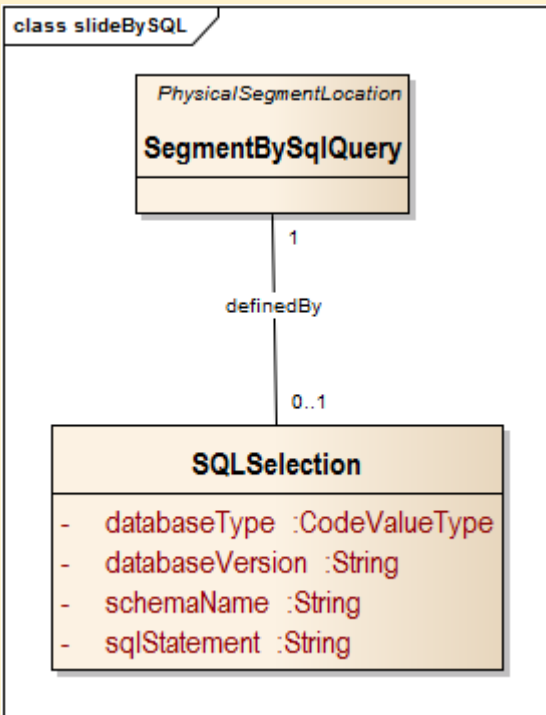 class slideBySQL
PhysicalSegmentLocation
SegmentBySqlQuery
1
definedBy
0..1
SQLSelection
- databaseType :CodeValueType
- databaseVersion :String
- schemaName :String
- sqlStatement :String